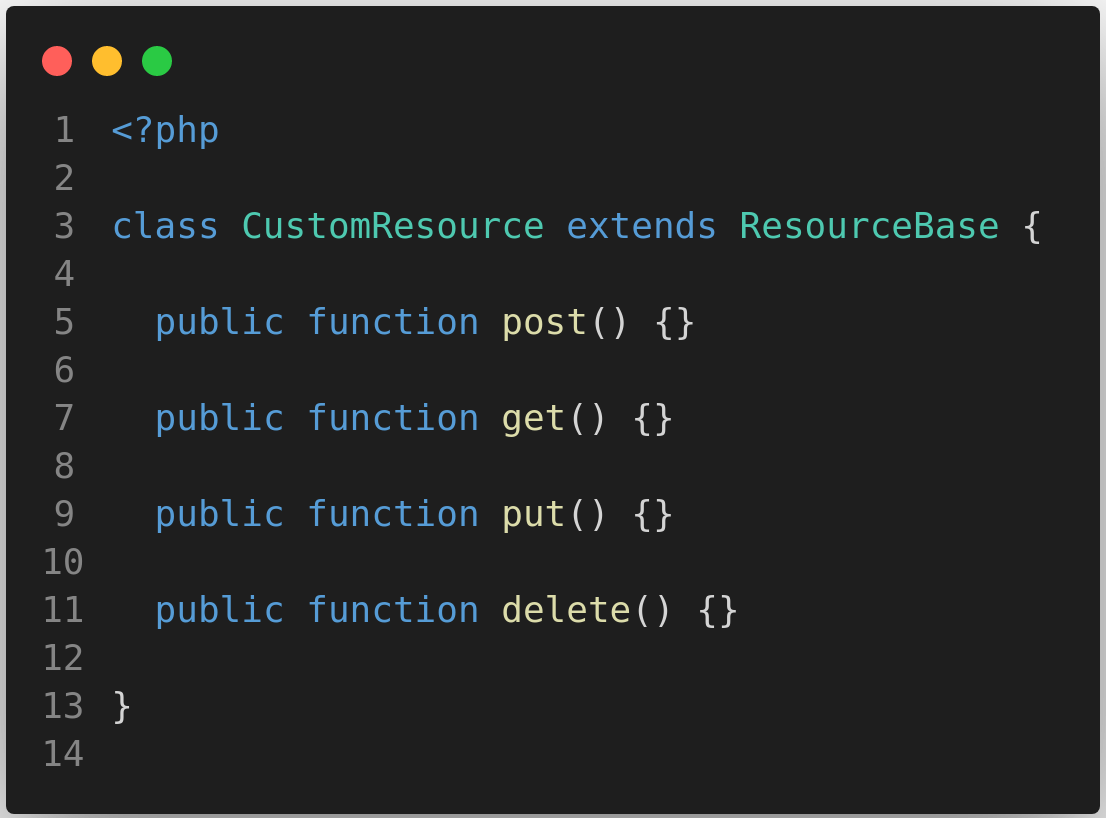 1 <?php
2
3 class CustomResource extends ResourceBase {
4
5   public function post() {}
6
7   public function get() {}
8
9   public function put() {}
10
11   public function delete() {}
12
13 }
14